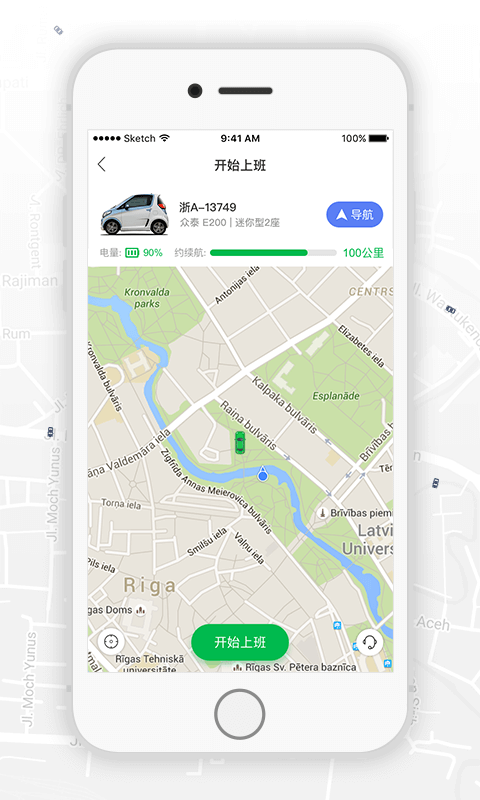 ●●●●● Sketch 9:41 AM 100%
开始上班
浙A–13749
众泰 E200 | 迷你型2座
导航
电量: 90% 约续航: 100公里
Kronvalda
parks
Antonijas iela
CENTRS
Elizabetes iela
Kronvalda bulvāris
Kalpaka bulvāris
Esplanāde
Raiņa bulvāris
Brīvības b
āņa Valdemāra iela
Zigfrīda Annas Meierovica bulvāris
Torņa iela
Brīvības piemi
Latvi
Univers
Smilšu iela
Vaļņu iela
Pils iela
Riga
gas Doms
开始上班
Rīgas Tehniskā
universitāte
Rīgas Sv. Pētera baznīca
Jl. Rontgent
Rajiman
Rum
Jl. Moch Yunus
Jl. Moch Yunus
Aceh